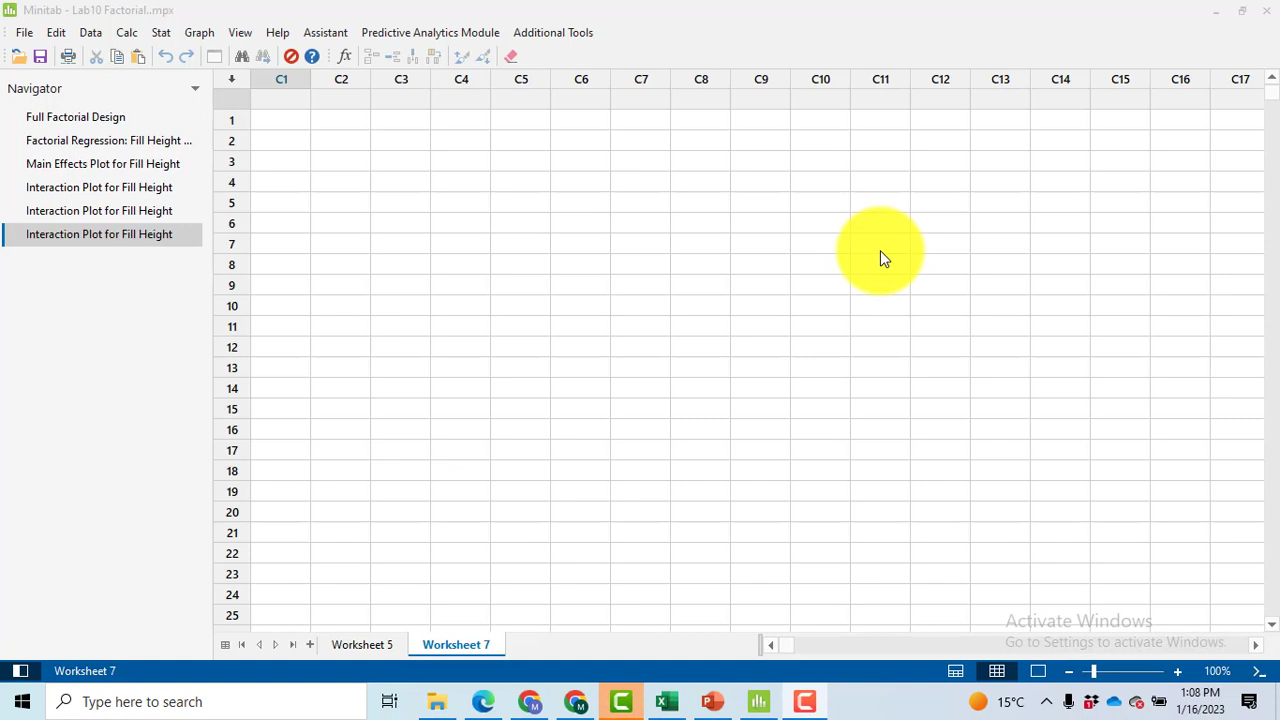 Minitab - Lab10 Factorial..mpx
File Edit Data Calc Stat Graph View Help Assistant Predictive Analytics Module Additional Tools
fx
Navigator
Full Factorial Design
Factorial Regression: Fill Height ...
Main Effects Plot for Fill Height
Interaction Plot for Fill Height
Interaction Plot for Fill Height
Interaction Plot for Fill Height
C1 C2 C3 C4 C5 C6 C7 C8 C9 C10 C11 C12 C13 C14 C15 C16 C17
1
2
3
4
5
6
7
8
9
10
11
12
13
14
15
16
17
18
19
20
21
22
23
24
25
Activate Windows
Go to Settings to activate Windows.
Worksheet 5 Worksheet 7
Worksheet 7 100%
Type here to search 15°C 1:08 PM
1/16/2023